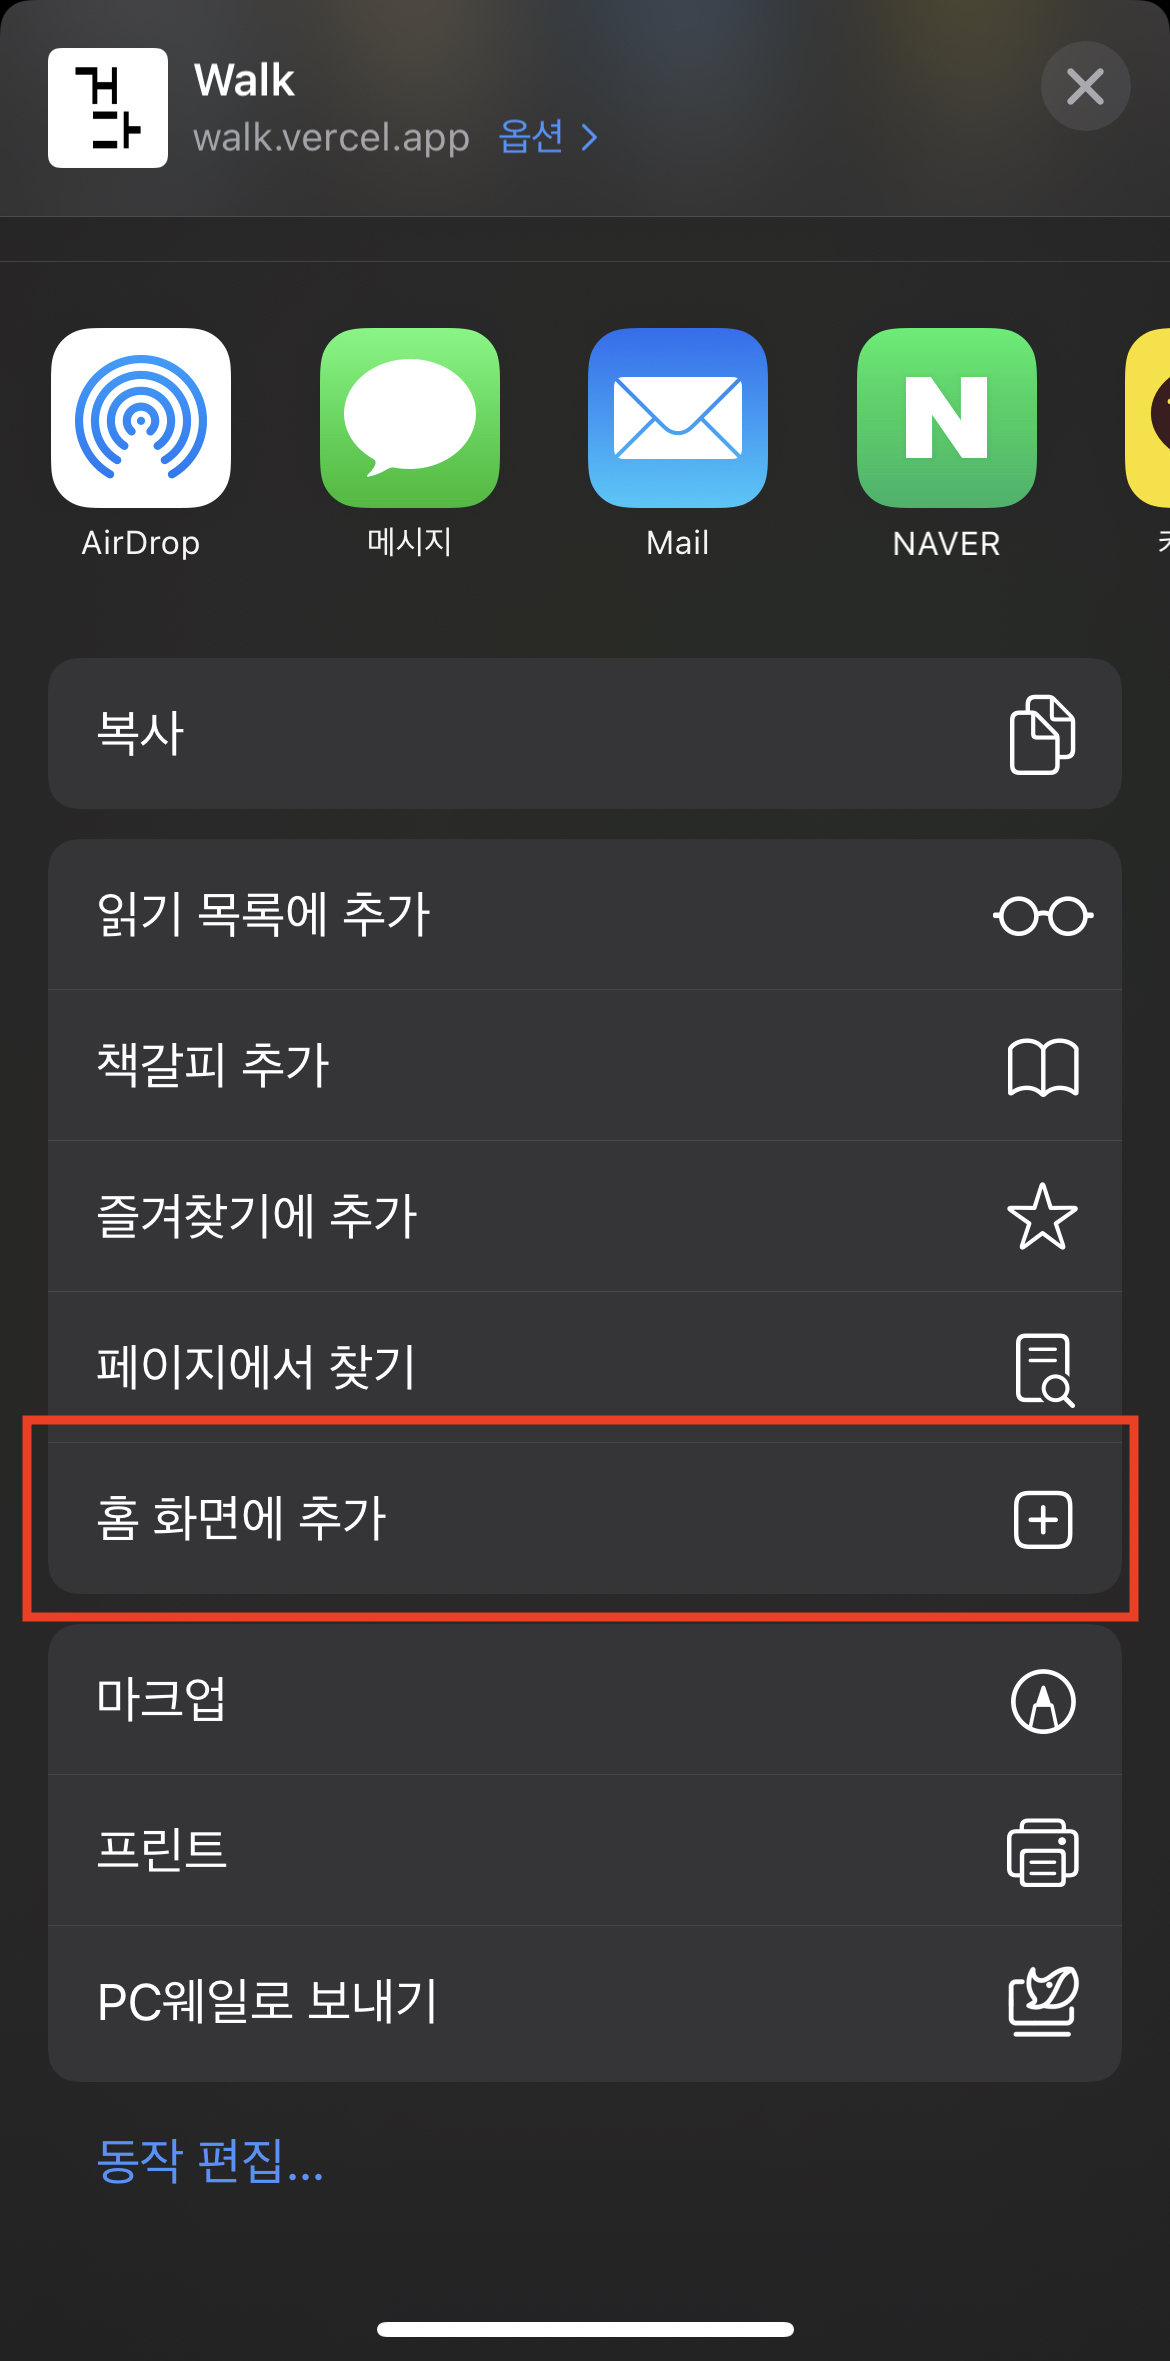 걷다
Walk
walk.vercel.app 옵션
AirDrop
메시지
Mail
NAVER
복사
읽기 목록에 추가
책갈피 추가
즐겨찾기에 추가
페이지에서 찾기
홈 화면에 추가
마크업
프린트
PC웨일로 보내기
동작 편집...